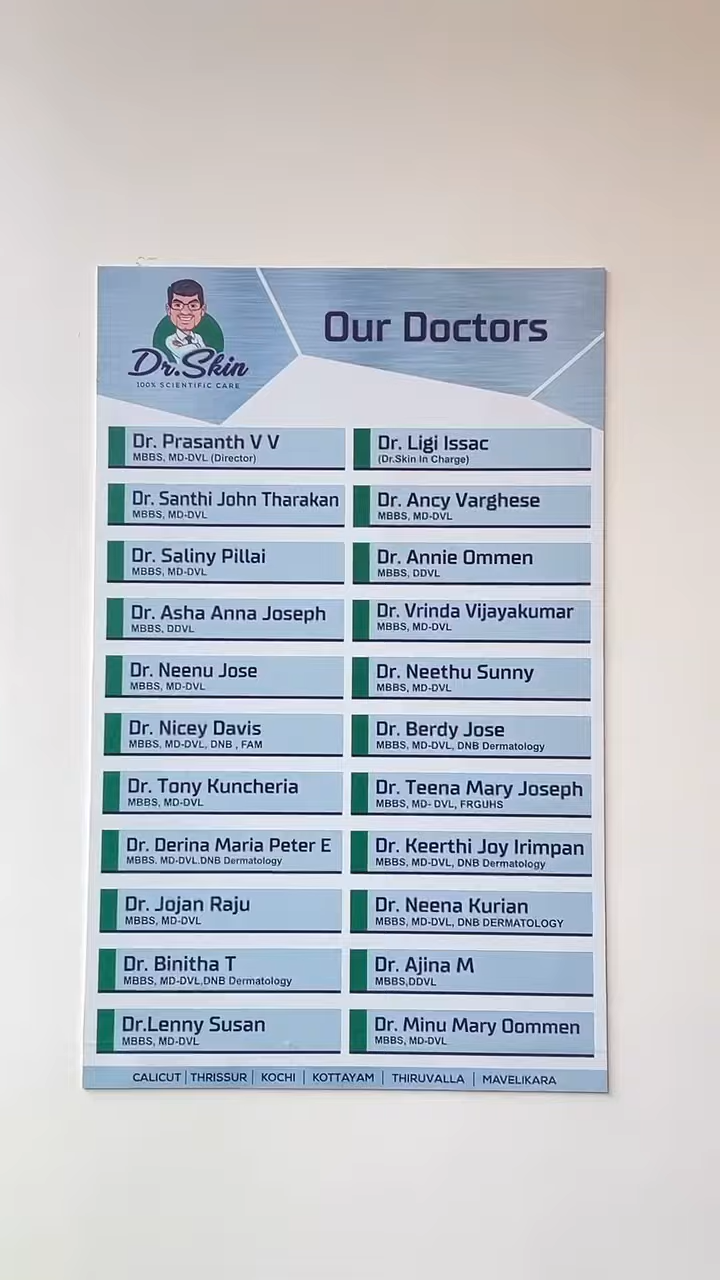 Dr.Skin
100% SCIENTIFIC CARE
Our Doctors
Dr. Prasanth V V
MBBS, MD-DVL (Director)
Dr. Ligi Issac
(Dr.Skin In Charge)
Dr. Santhi John Tharakan
MBBS, MD-DVL
Dr. Ancy Varghese
MBBS, MD-DVL
Dr. Saliny Pillai
MBBS, MD-DVL
Dr. Annie Ommen
MBBS, DDVL
Dr. Asha Anna Joseph
MBBS, DDVL
Dr. Vrinda Vijayakumar
MBBS, MD-DVL
Dr. Neenu Jose
MBBS, MD-DVL
Dr. Neethu Sunny
MBBS, MD-DVL
Dr. Nicey Davis
MBBS, MD-DVL, DNB , FAM
Dr. Berdy Jose
MBBS, MD-DVL, DNB Dermatology
Dr. Tony Kuncheria
MBBS, MD-DVL
Dr. Teena Mary Joseph
MBBS, MD- DVL, FRGUHS
Dr. Derina Maria Peter E
MBBS, MD-DVL.DNB Dermatology
Dr. Keerthi Joy Irimpan
MBBS, MD-DVL, DNB Dermatology
Dr. Jojan Raju
MBBS, MD-DVL
Dr. Neena Kurian
MBBS, MD-DVL, DNB DERMATOLOGY
Dr. Binitha T
MBBS, MD-DVL,DNB Dermatology
Dr. Ajina M
MBBS,DDVL
Dr.Lenny Susan
MBBS, MD-DVL
Dr. Minu Mary Oommen
MBBS, MD-DVL
CALICUT | THRISSUR | KOCHI | KOTTAYAM | THIRUVALLA | MAVELIKARA